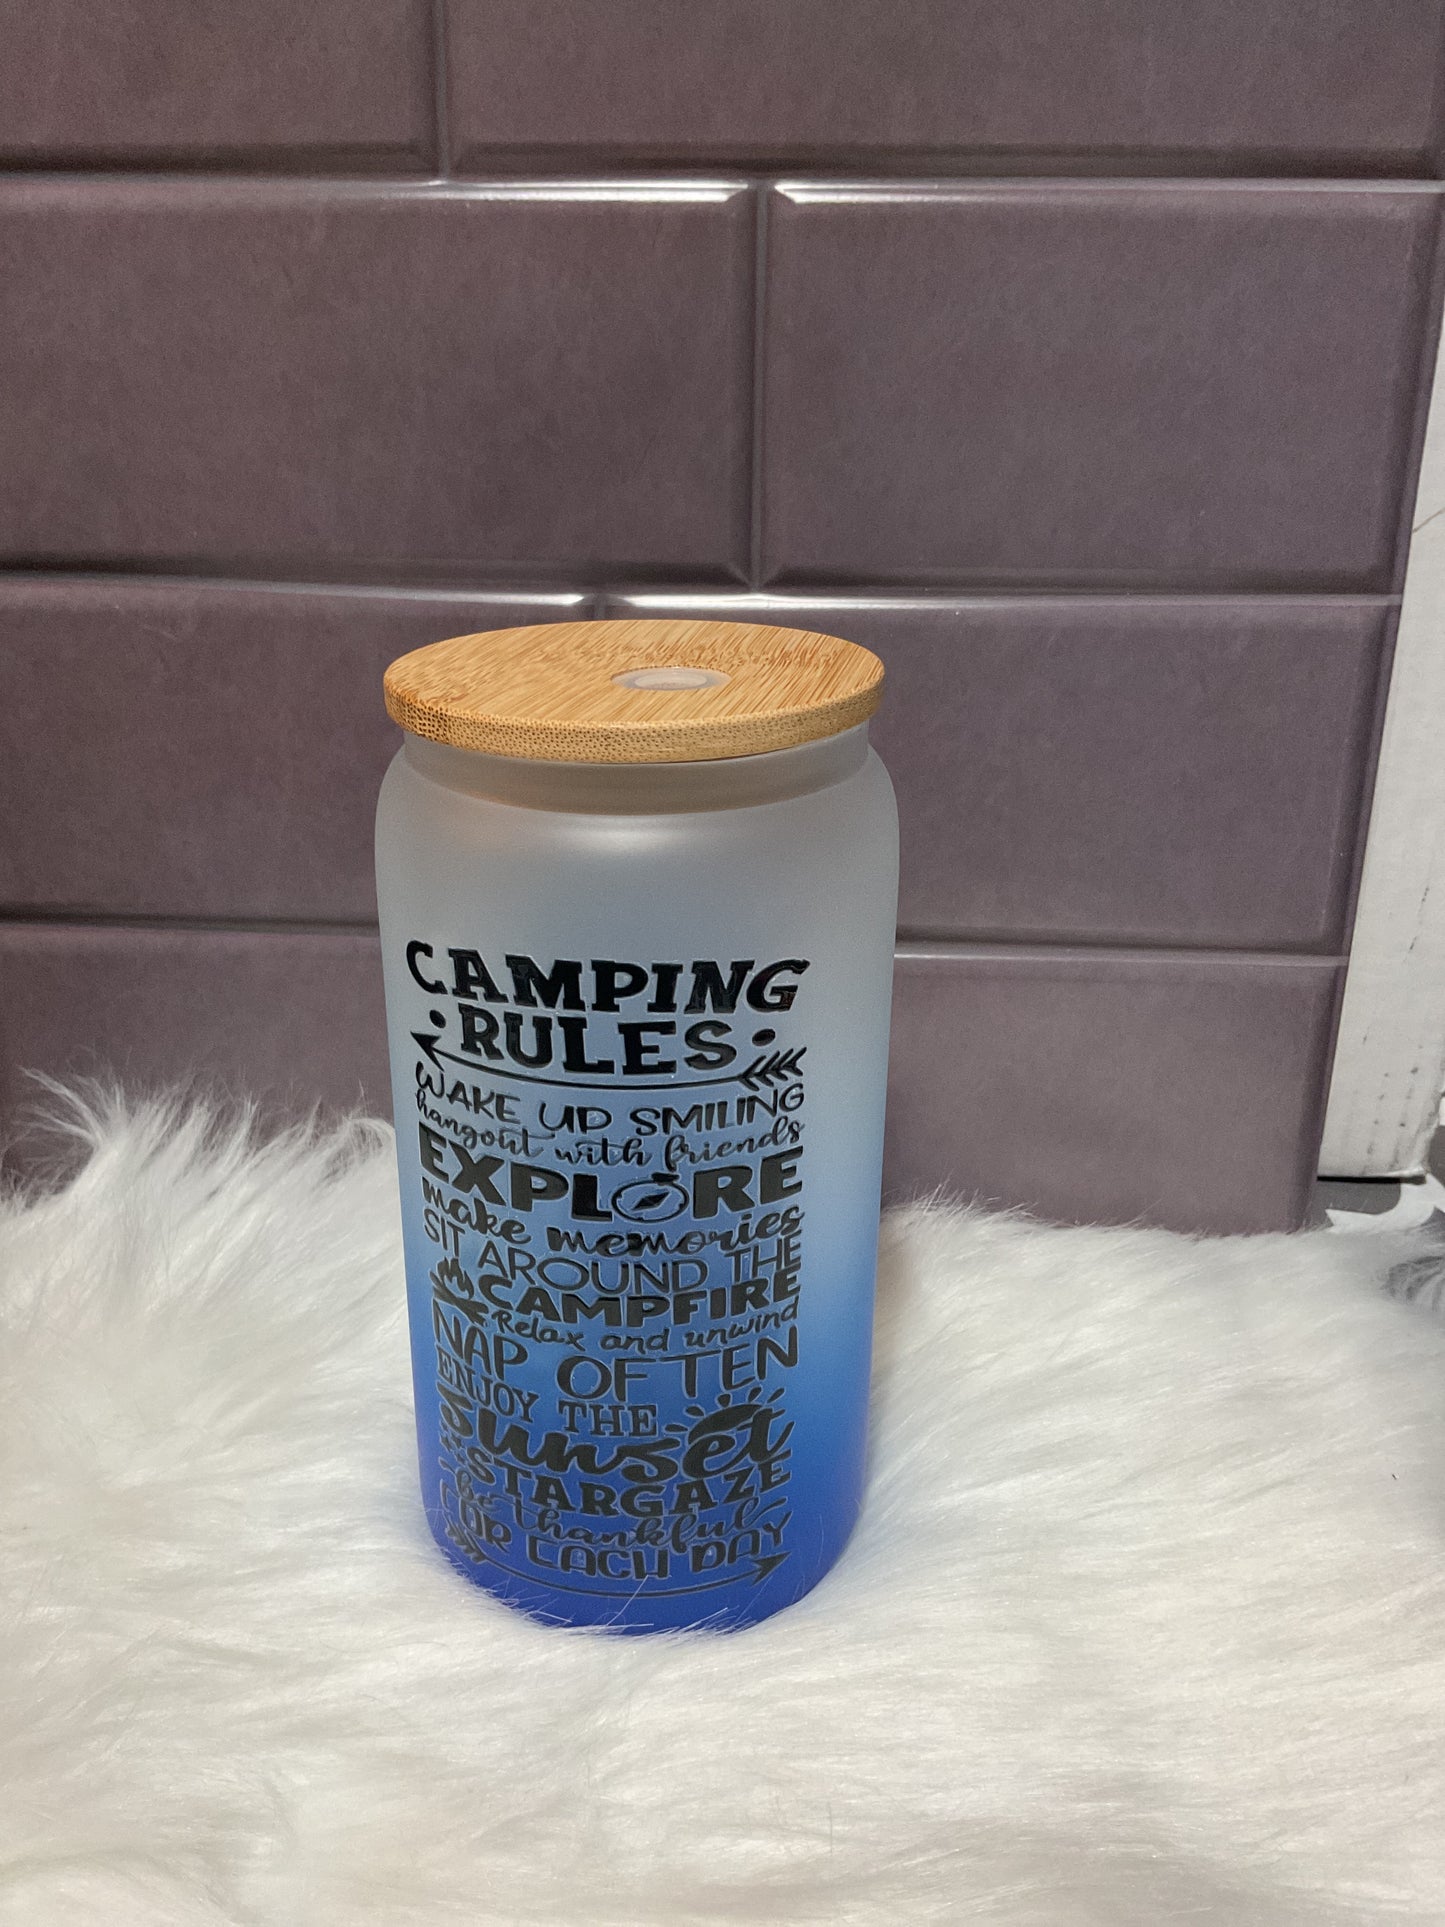 CAMPING
• RULES •
WAKE UP SMILING
hangout with friends
EXPLORE
make memories
SIT AROUND THE
CAMPFIRE
Relax and unwind
NAP OFTEN
ENJOY THE
Sunset
STARGAZE
be thankful
FOR EACH DAY